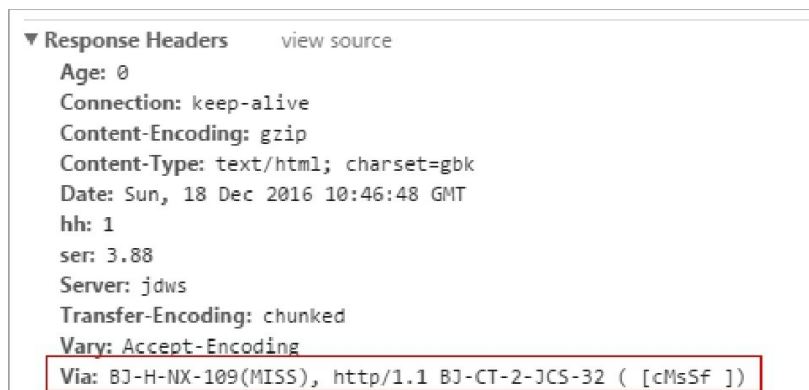 ▼ Response Headers view source
Age: 0
Connection: keep-alive
Content-Encoding: gzip
Content-Type: text/html; charset=gbk
Date: Sun, 18 Dec 2016 10:46:48 GMT
hh: 1
ser: 3.88
Server: jdws
Transfer-Encoding: chunked
Vary: Accept-Encoding
Via: BJ-H-NX-109(MISS), http/1.1 BJ-CT-2-JCS-32 ( [cMsSf ])